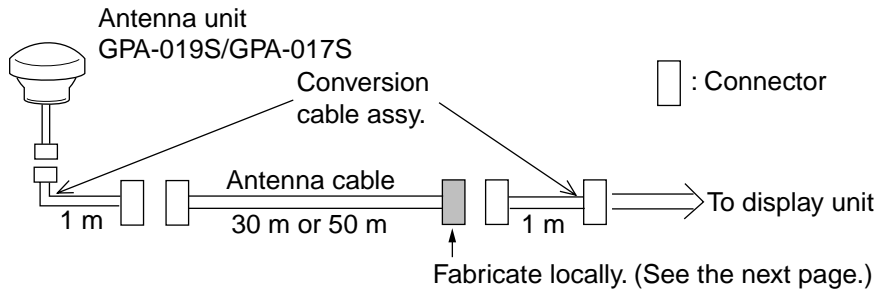 Antenna unit
GPA-019S/GPA-017S
Conversion
cable assy.
: Connector
Antenna cable
1 m
30 m or 50 m
1 m
To display unit
Fabricate locally. (See the next page.)